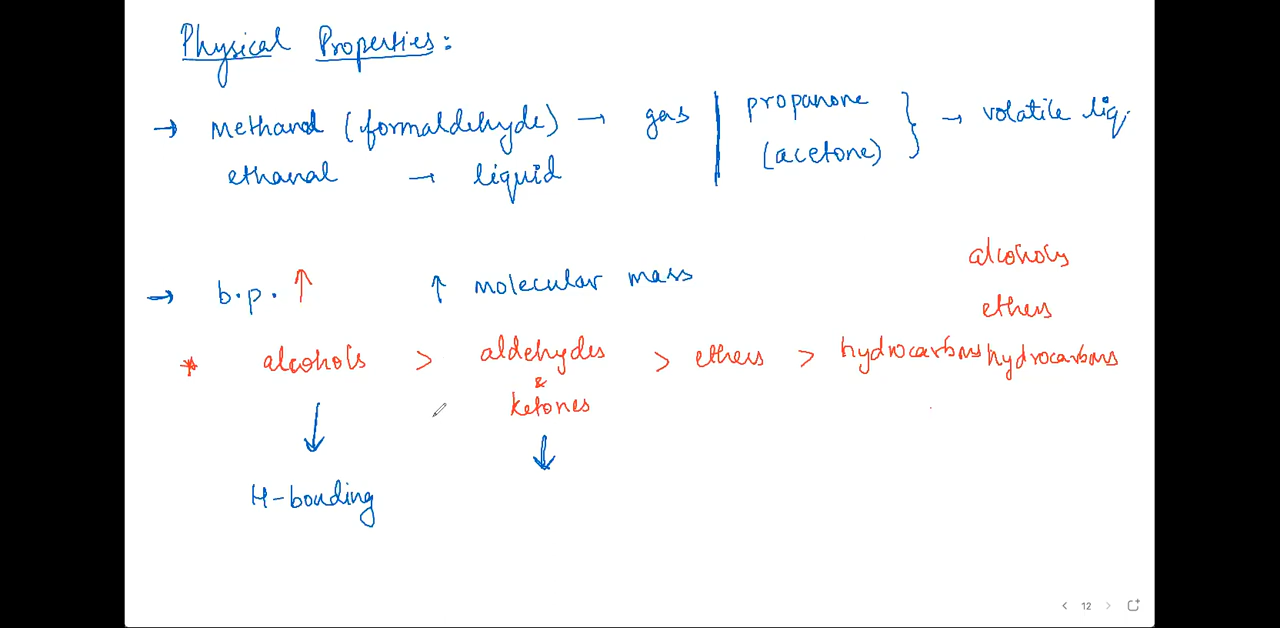 Physical Properties:
→ methanal (formaldehyde) → gas | propanone } → volatile liq.
(acetone)
ethanal → liquid
alcohols
→ b.p. ↑ ↑ molecular mass
ethers
* alcohols > aldehydes & ketones > ethers > hydrocarbons hydrocarbons
↓ ↓
H-bonding
< 12 >